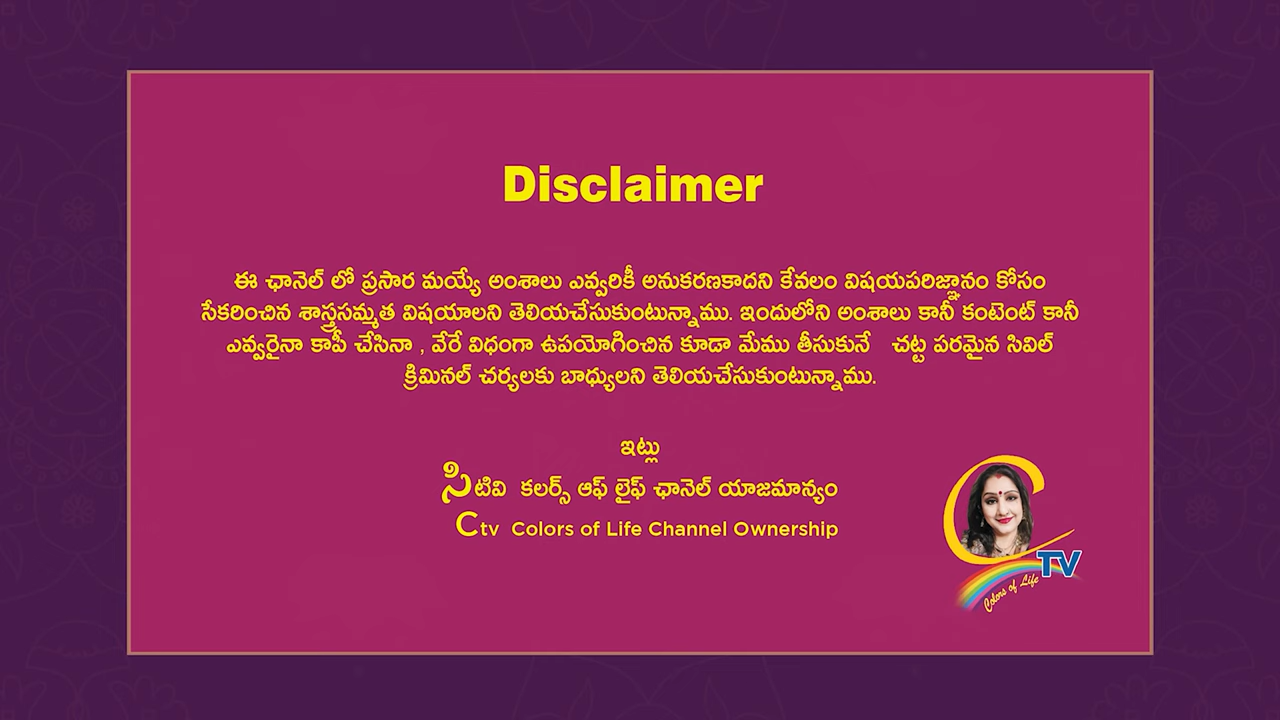 Disclaimer
ఈ ఛానెల్ లో ప్రసార మయ్యే అంశాలు ఎవ్వరికీ అనుకరణకాదని కేవలం విషయపరిజ్ఞానం కోసం
సేకరించిన శాస్త్రసమ్మత విషయాలని తెలియచేసుకుంటున్నాము. ఇందులోని అంశాలు కానీ కంటెంట్ కానీ
ఎవ్వరైనా కాపీ చేసినా , వేరే విధంగా ఉపయోగించిన కూడా మేము తీసుకునే చట్ట పరమైన సివిల్
క్రిమినల్ చర్యలకు బాధ్యులని తెలియచేసుకుంటున్నాము.
ఇట్లు
సిటివి కలర్స్ ఆఫ్ లైఫ్ ఛానెల్ యాజమాన్యం
Ctv Colors of Life Channel Ownership
C TV
Colors of Life